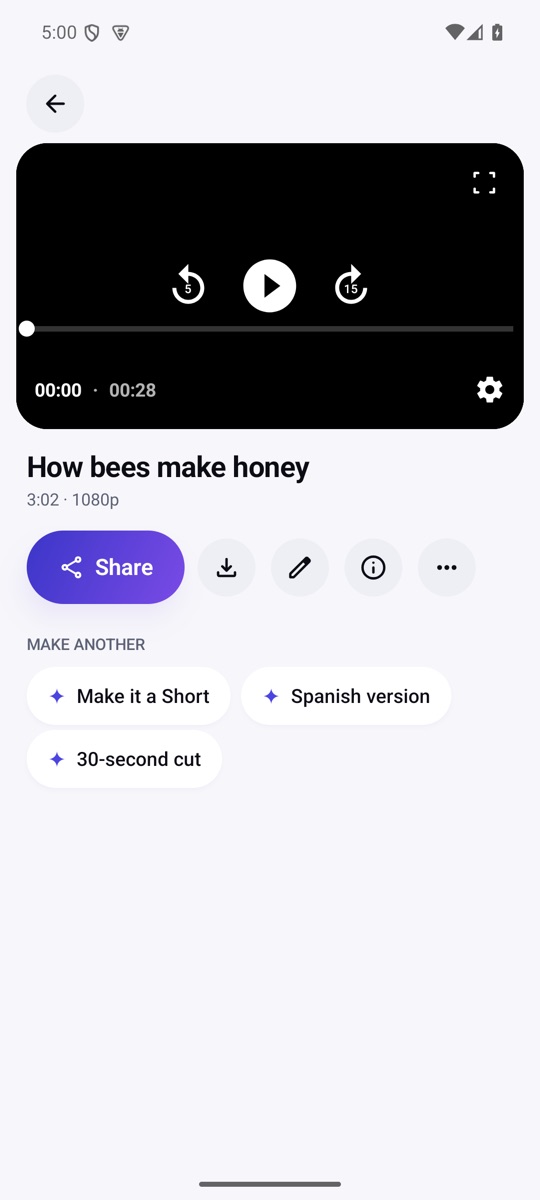 5:00
5
15
00:00 · 00:28
How bees make honey
3:02 · 1080p
Share
MAKE ANOTHER
Make it a Short
Spanish version
30-second cut